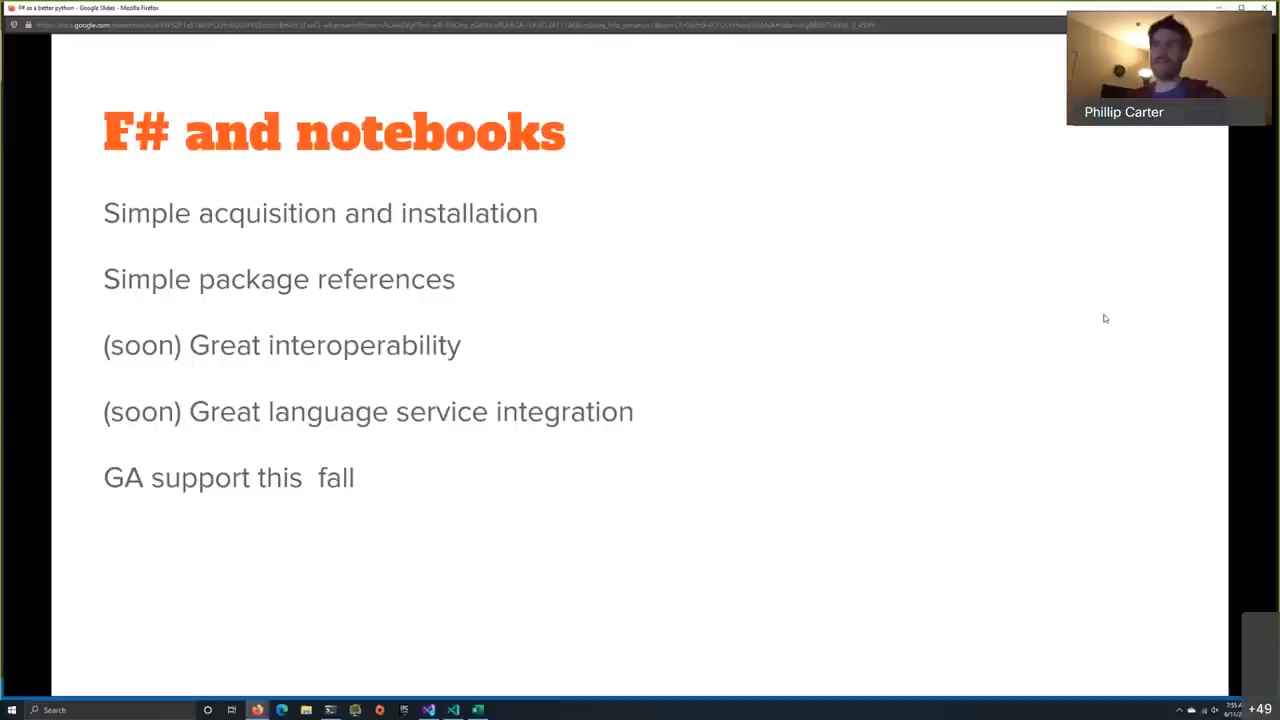 F# as a better python - Google Slides - Mozilla Firefox
Phillip Carter
F# and notebooks
Simple acquisition and installation
Simple package references
(soon) Great interoperability
(soon) Great language service integration
GA support this  fall
Search
+49